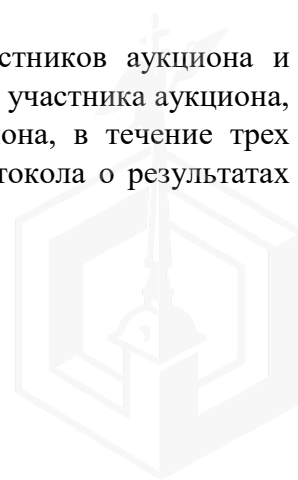 стников аукциона и
участника аукциона,
она, в течение трех
токола о результатах